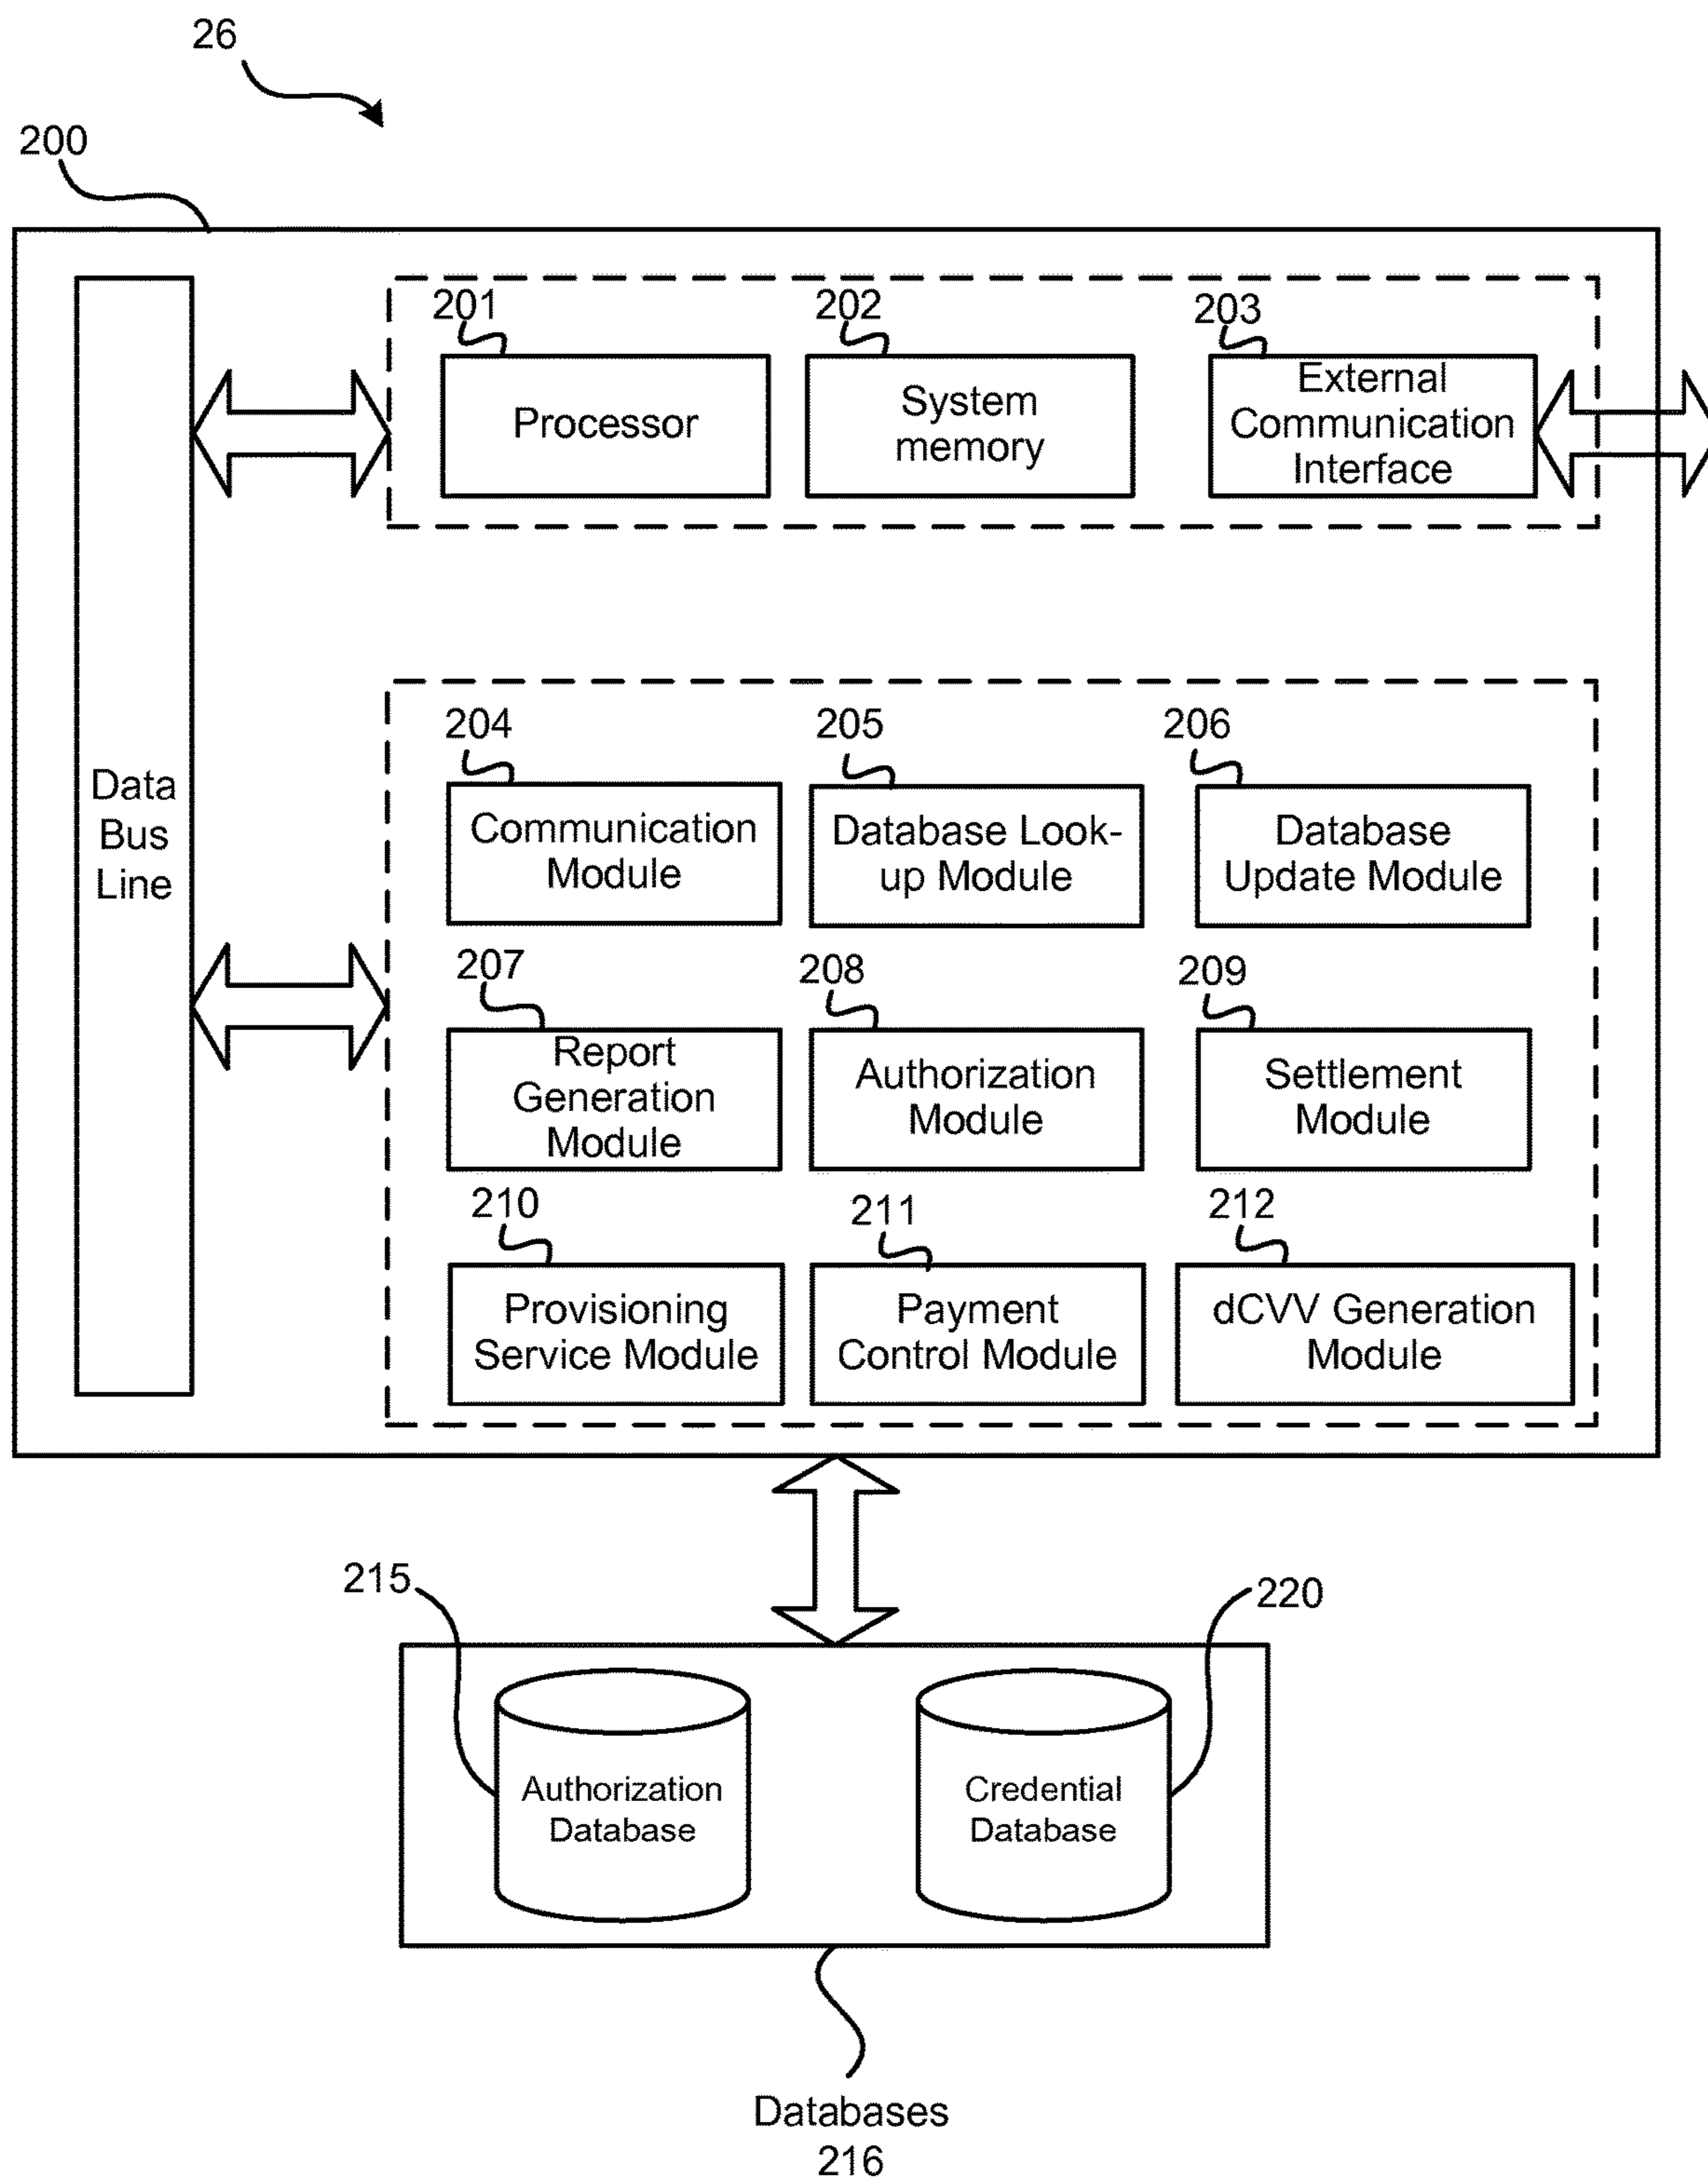 26
200
201
202
203
Processor
System
memory
External
Communication
Interface
Data
Bus
Line
204
205
206
Communication
Module
Database Look-
up Module
Database
Update Module
207
208
209
Report
Generation
Module
Authorization
Module
Settlement
Module
210
211
212
Provisioning
Service Module
Payment
Control Module
dCVV Generation
Module
215
220
Authorization
Database
Credential
Database
Databases
216